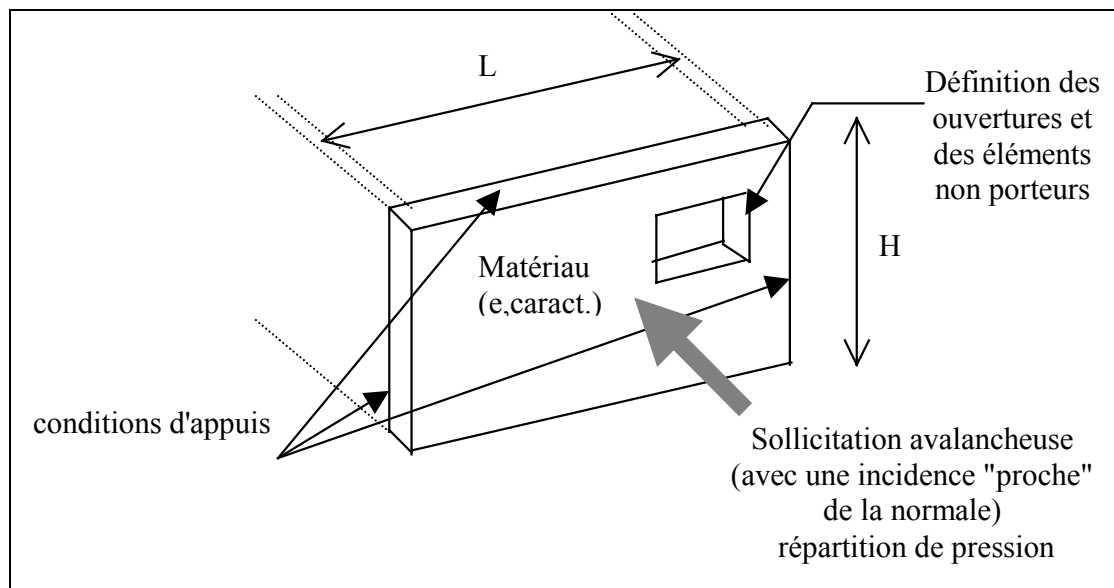 L
Définition des
ouvertures et
des éléments
non porteurs
H
Matériau
(e,caract.)
conditions d'appuis
Sollicitation avalancheuse
(avec une incidence "proche"
de la normale)
répartition de pression